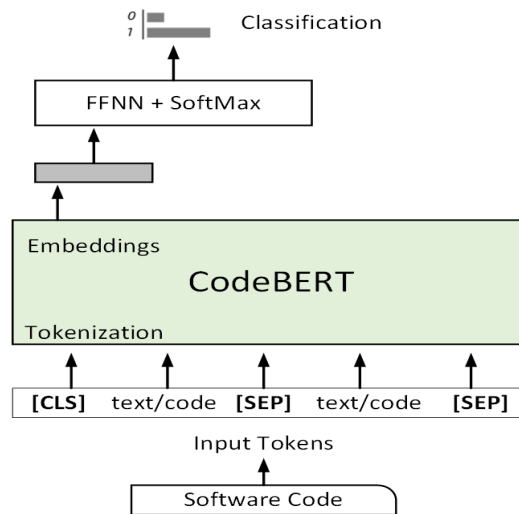 0 Classification
1
FFNN + SoftMax
Embeddings
CodeBERT
Tokenization
[CLS] text/code [SEP] text/code [SEP]
Input Tokens
Software Code